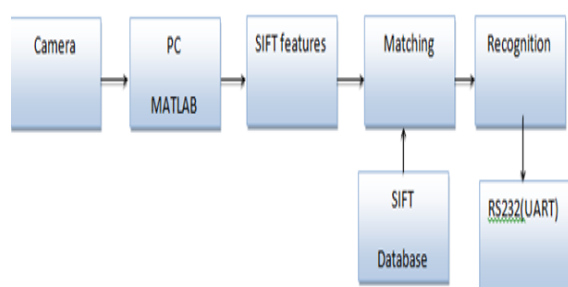 Camera
PC
MATLAB
SIFT features
Matching
Recognition
SIFT
Database
RS232(UART)